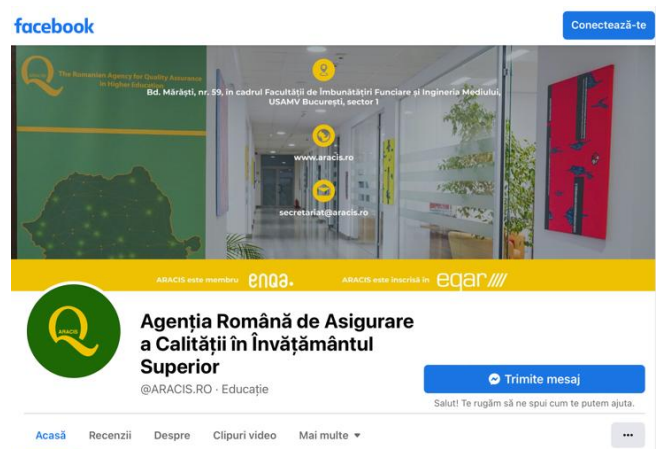 facebook
Conectează-te
ARACIS
The Romanian Agency for Quality Assurance
in Higher Education
Bd. Mărăști, nr. 59, în cadrul Facultății de Îmbunătățiri Funciare și Ingineria Mediului,
USAMV București, sector 1
www.aracis.ro
secretariat@aracis.ro
ARACIS este membru enqa.
ARACIS este înscrisă în eqar////
ARACIS
Agenția Română de Asigurare
a Calității în Învățământul
Superior
@ARACIS.RO · Educație
Trimite mesaj
Salut! Te rugăm să ne spui cum te putem ajuta.
Acasă Recenzii Despre Clipuri video Mai multe